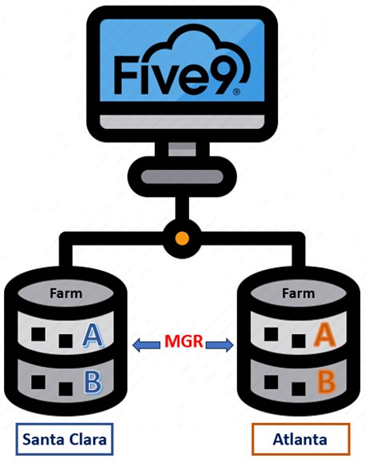 Five9®
Farm Farm
A A
MGR
B B
Santa Clara Atlanta